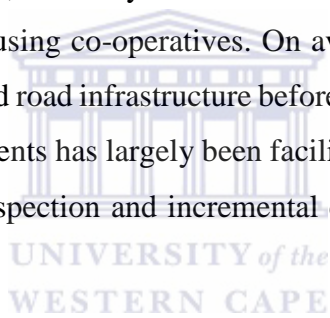 using co-operatives. On av
d road infrastructure before
ents has largely been facili
spection and incremental
UNIVERSITY of the
WESTERN CAPE